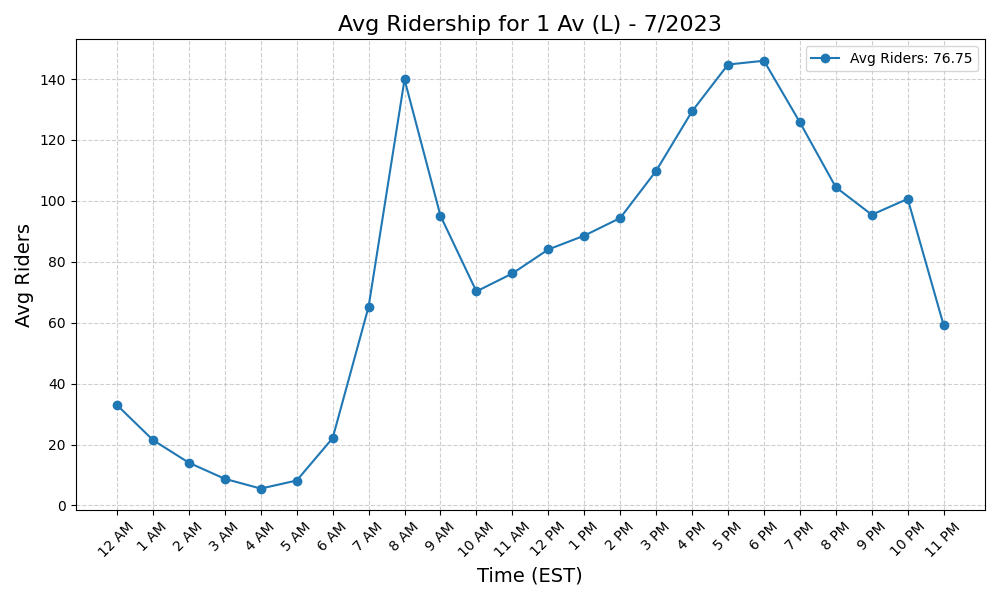 Avg Ridership for 1 Av (L) - 7/2023
Avg Riders: 76.75
Avg Riders
140
120
100
80
60
40
20
0
12 AM
1 AM
2 AM
3 AM
4 AM
5 AM
6 AM
7 AM
8 AM
9 AM
10 AM
11 AM
12 PM
1 PM
2 PM
3 PM
4 PM
5 PM
6 PM
7 PM
8 PM
9 PM
10 PM
11 PM
Time (EST)